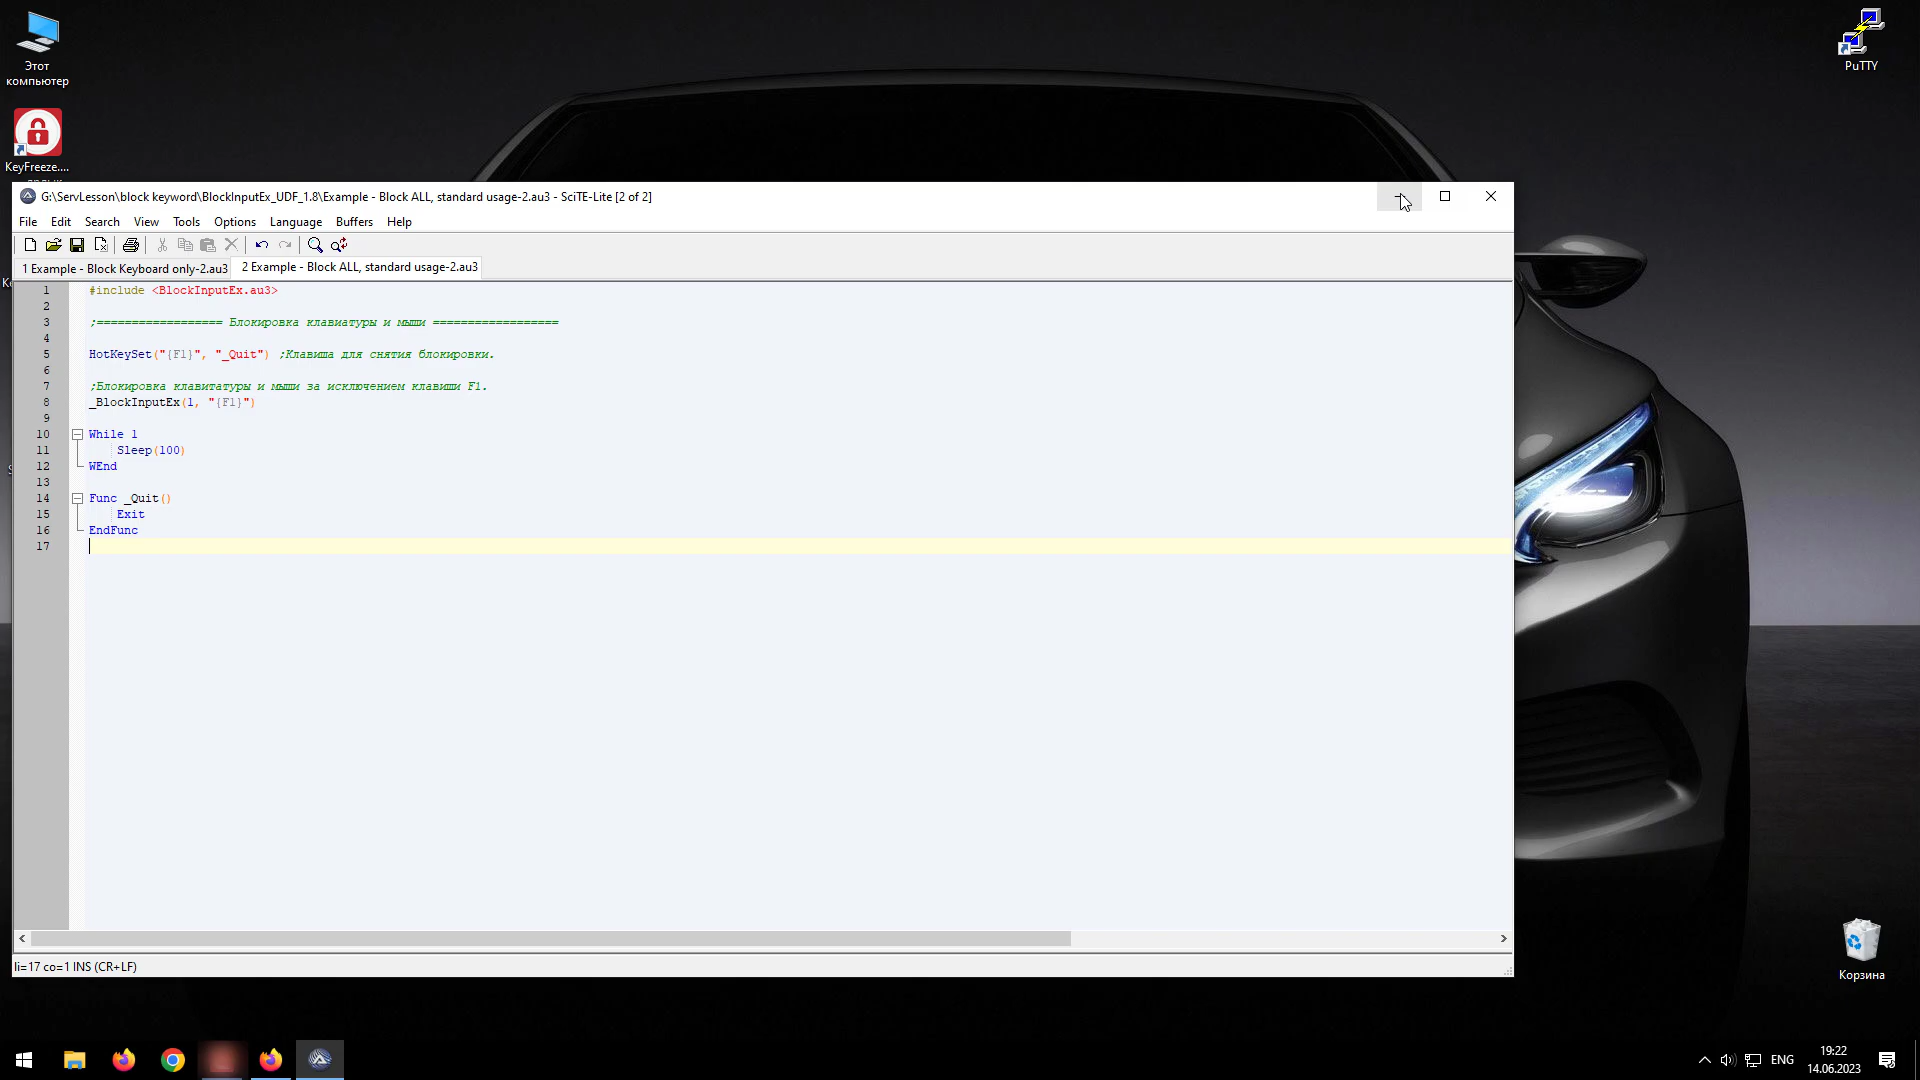 Этот
компьютер
PuTTY
KeyFreeze....
G:\ServLesson\block keyword\BlockInputEx_UDF_1.8\Example - Block ALL, standard usage-2.au3 - SciTE-Lite [2 of 2]
File Edit Search View Tools Options Language Buffers Help
1 Example - Block Keyboard only-2.au3 2 Example - Block ALL, standard usage-2.au3
1 #include <BlockInputEx.au3>
2
3 ;================== Блокировка клавиатуры и мыши ==================
4
5 HotKeySet("{F1}", "_Quit") ;Клавиша для снятия блокировки.
6
7 ;Блокировка клавитатуры и мыши за исключением клавиши F1.
8 _BlockInputEx(1, "{F1}")
9
10 While 1
11 Sleep(100)
12 WEnd
13
14 Func _Quit()
15 Exit
16 EndFunc
17
li=17 co=1 INS (CR+LF)
Корзина
ENG
19:22
14.06.2023